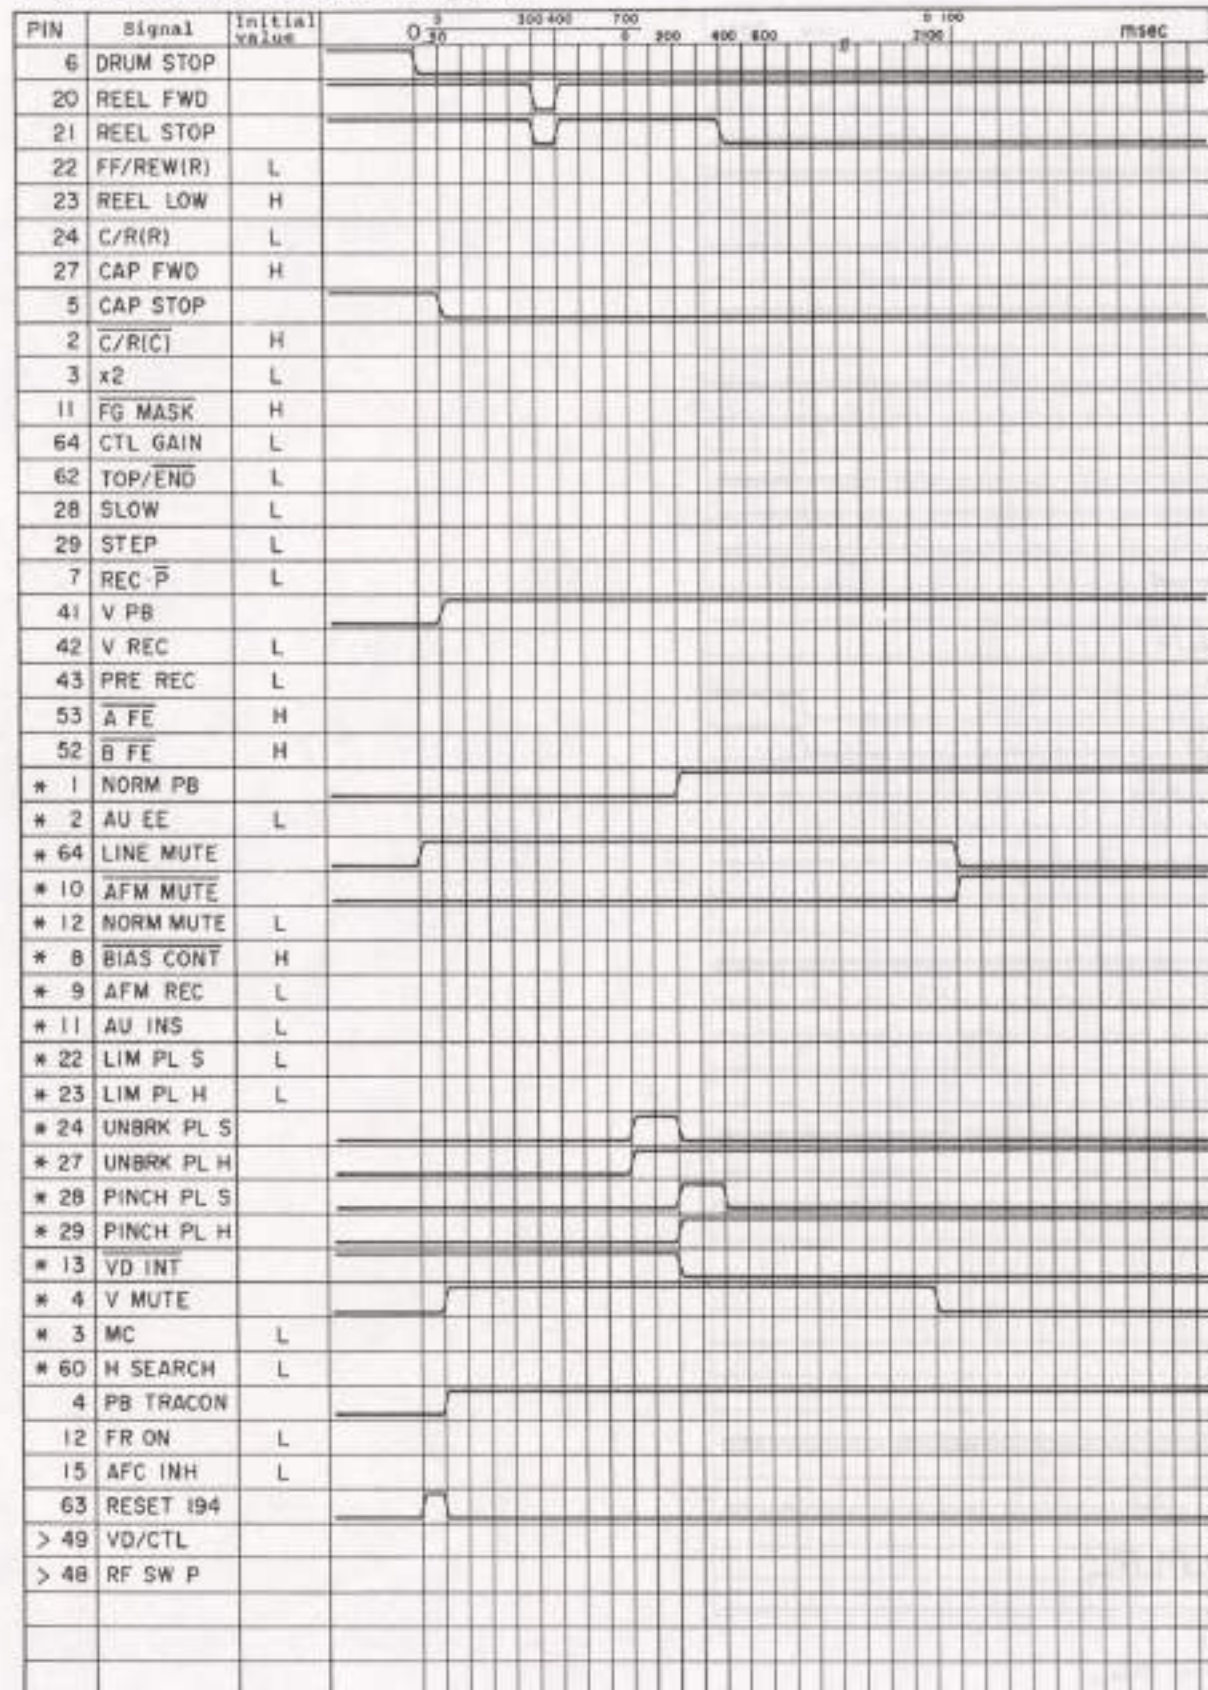 PIN Signal Initial value 0 300 400 700 0 100
0 30 0 200 400 600 2100 msec
6 DRUM STOP
20 REEL FWD
21 REEL STOP
22 FF/REW(R) L
23 REEL LOW H
24 C/R(R) L
27 CAP FWD H
5 CAP STOP
2 C/R(C) H
3 x2 L
11 FG MASK H
64 CTL GAIN L
62 TOP/END L
28 SLOW L
29 STEP L
7 REC·P L
41 V PB
42 V REC L
43 PRE REC L
53 A FE H
52 B FE H
* 1 NORM PB
* 2 AU EE L
* 64 LINE MUTE
* 10 AFM MUTE
* 12 NORM MUTE L
* 8 BIAS CONT H
* 9 AFM REC L
* 11 AU INS L
* 22 LIM PL S L
* 23 LIM PL H L
* 24 UNBRK PL S
* 27 UNBRK PL H
* 28 PINCH PL S
* 29 PINCH PL H
* 13 VD INT
* 4 V MUTE
* 3 MC L
* 60 H SEARCH L
4 PB TRACON
12 FR ON L
15 AFC INH L
63 RESET 194
> 49 VD/CTL
> 48 RF SW P